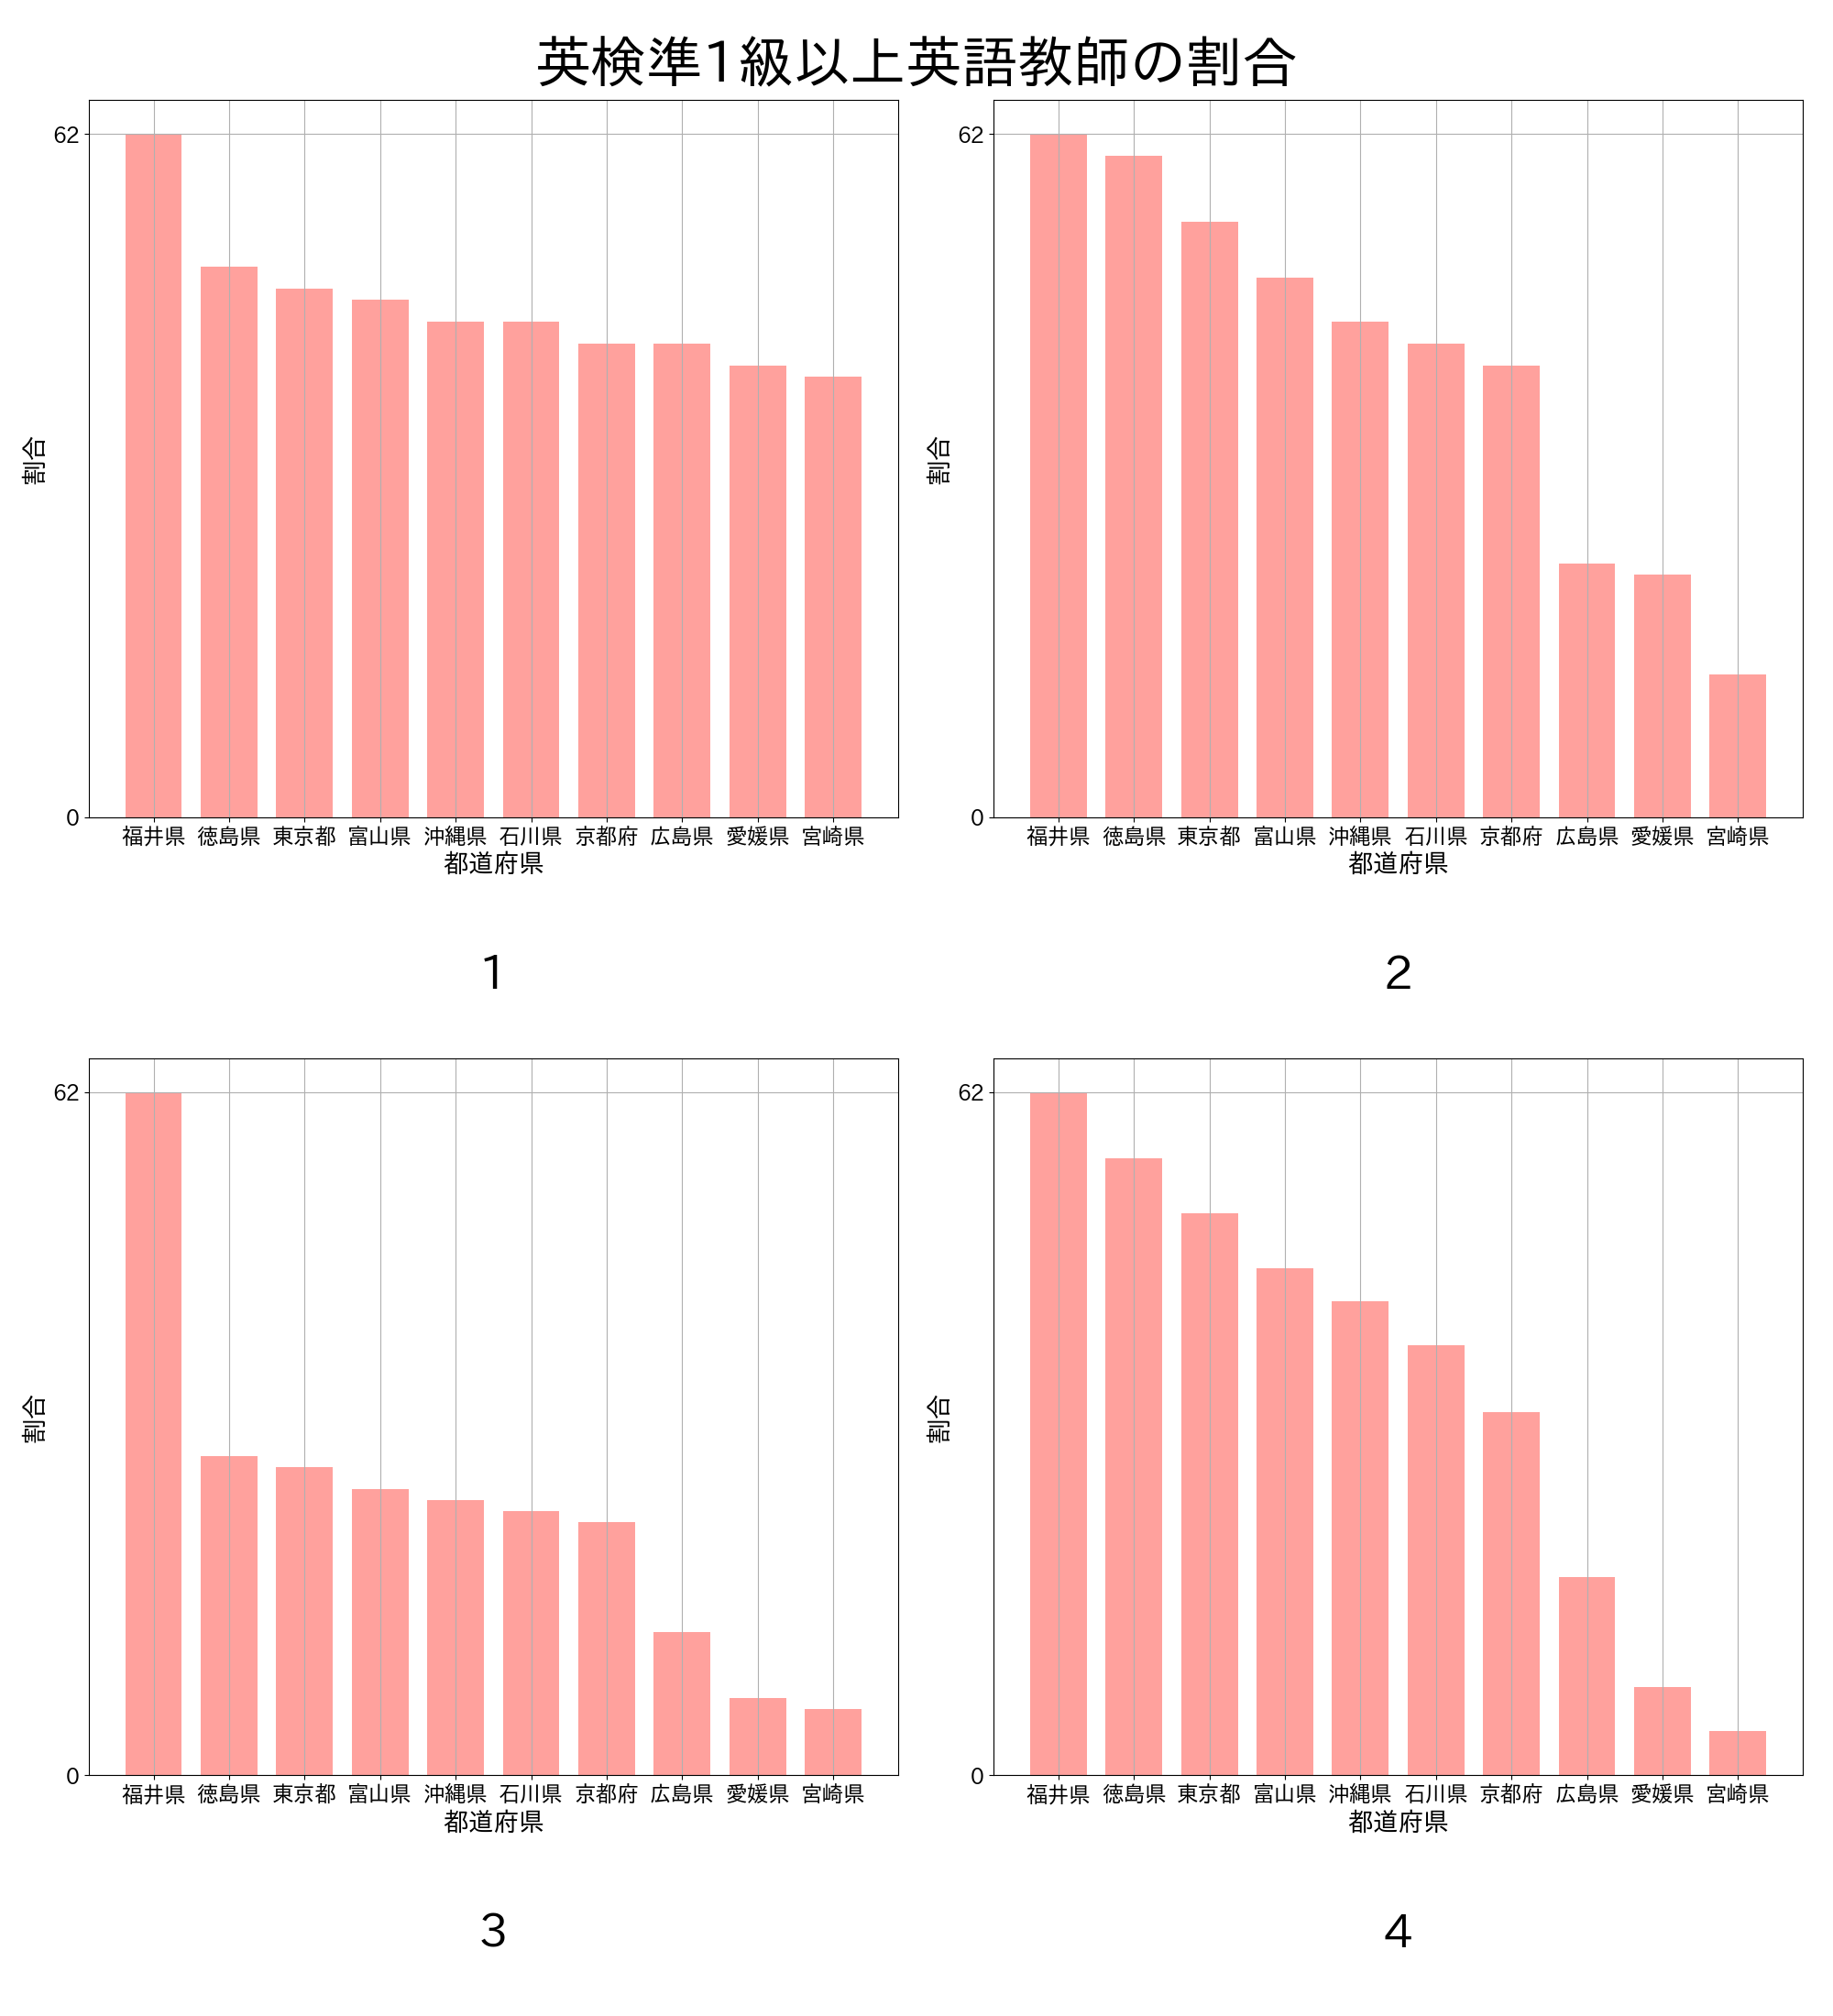 英検準1級以上英語教師の割合
62
0
割合
福井県 徳島県 東京都 富山県 沖縄県 石川県 京都府 広島県 愛媛県 宮崎県
都道府県
1
62
0
割合
福井県 徳島県 東京都 富山県 沖縄県 石川県 京都府 広島県 愛媛県 宮崎県
都道府県
2
62
0
割合
福井県 徳島県 東京都 富山県 沖縄県 石川県 京都府 広島県 愛媛県 宮崎県
都道府県
3
62
0
割合
福井県 徳島県 東京都 富山県 沖縄県 石川県 京都府 広島県 愛媛県 宮崎県
都道府県
4